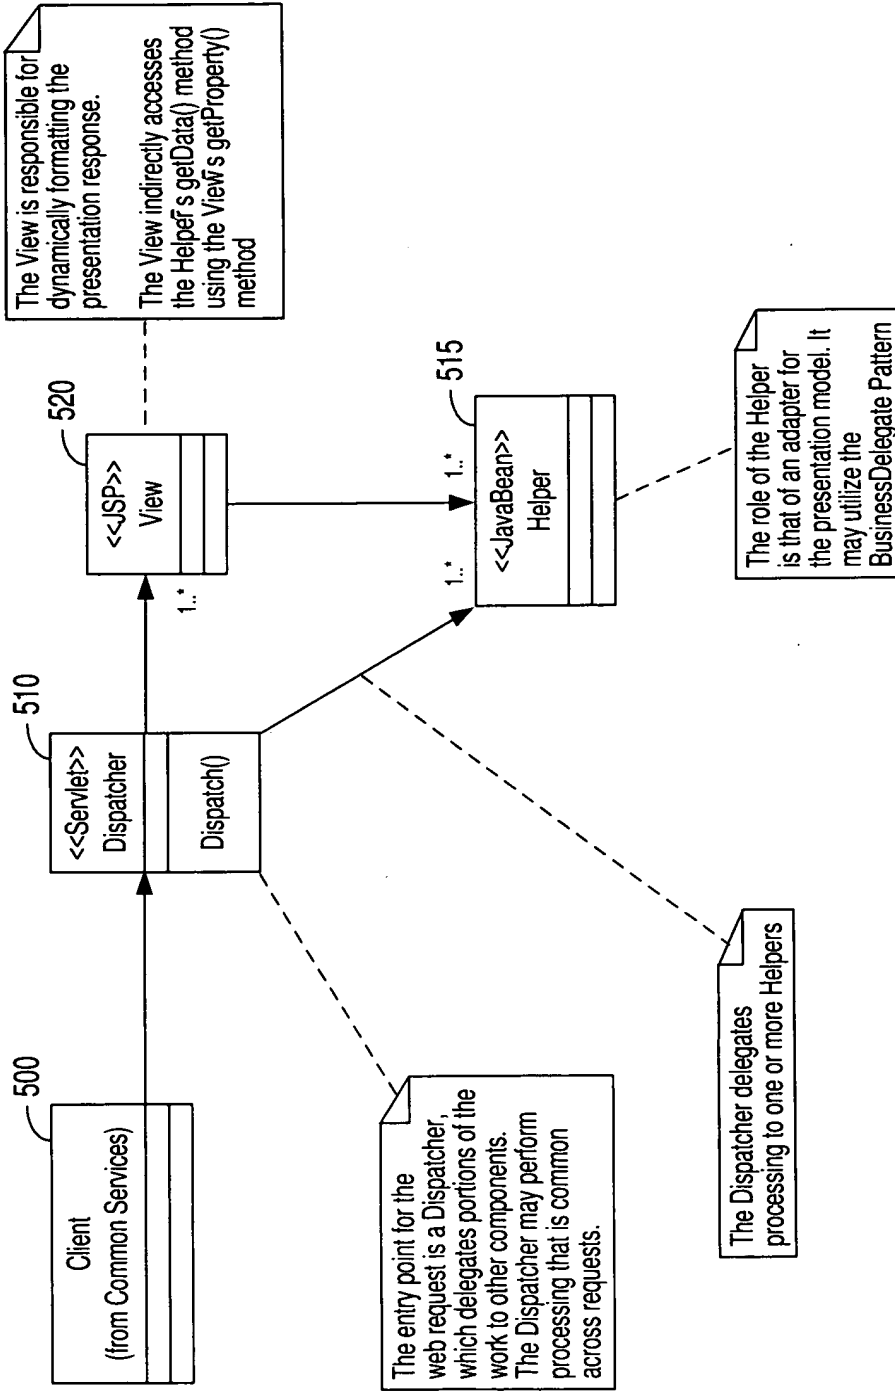 500
Client
(from Common Services)
510
<<Servlet>>
Dispatcher
Dispatch()
520
<<JSP>>
View
1..*
1..*
1..*
515
<<JavaBean>>
Helper
The View is responsible for
dynamically formatting the
presentation response.
The View indirectly accesses
the Helper's getData() method
using the View's getProperty()
method
The entry point for the
web request is a Dispatcher,
which delegates portions of the
work to other components.
The Dispatcher may perform
processing that is common
across requests.
The Dispatcher delegates
processing to one or more Helpers
The role of the Helper
is that of an adapter for
the presentation model. It
may utilize the
BusinessDelegate Pattern